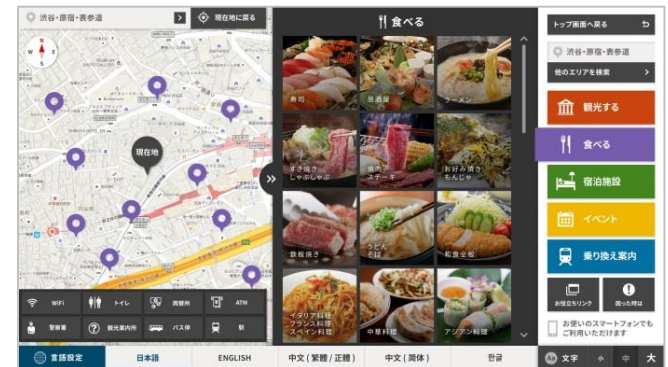 渋谷・原宿・表参道
現在地に戻る
N
W
E
S
現在地
WiFi
トイレ
両替所
ATM
警察署
観光案内所
バス停
駅
食べる
寿司
居酒屋
ラーメン
すき焼き
しゃぶしゃぶ
焼肉
ステーキ
お好み焼き
もんじゃ
鉄板焼き
うどん
そば
和食全般
イタリア料理
フランス料理
スペイン料理
中華料理
アジアン料理
トップ画面へ戻る
渋谷・原宿・表参道
他のエリアを検索
観光する
食べる
宿泊施設
イベント
乗り換え案内
お役立ちリンク
困った時は
お使いのスマートフォンでも
ご利用いただけます
言語設定
日本語
ENGLISH
中文 ( 繁體 / 正體 )
中文 ( 简体 )
한글
Aあ 文字
小
中
大